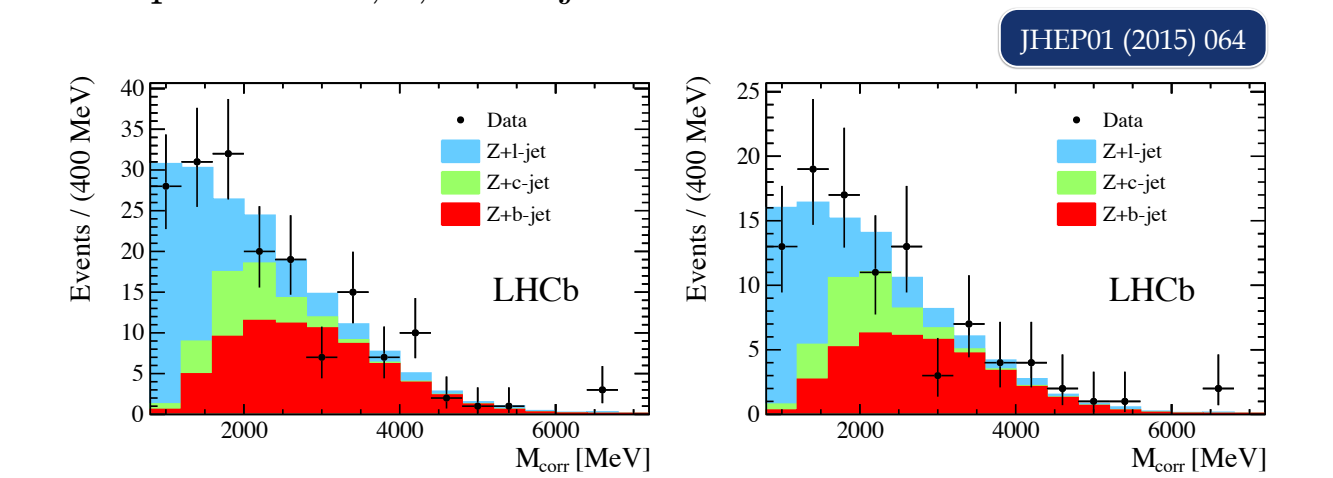 JHEP01 (2015) 064
Events / (400 MeV)
40
35
30
25
20
15
10
5
0
2000
4000
6000
M_corr [MeV]
Data
Z+l-jet
Z+c-jet
Z+b-jet
LHCb
Events / (400 MeV)
25
20
15
10
5
0
2000
4000
6000
M_corr [MeV]
Data
Z+l-jet
Z+c-jet
Z+b-jet
LHCb